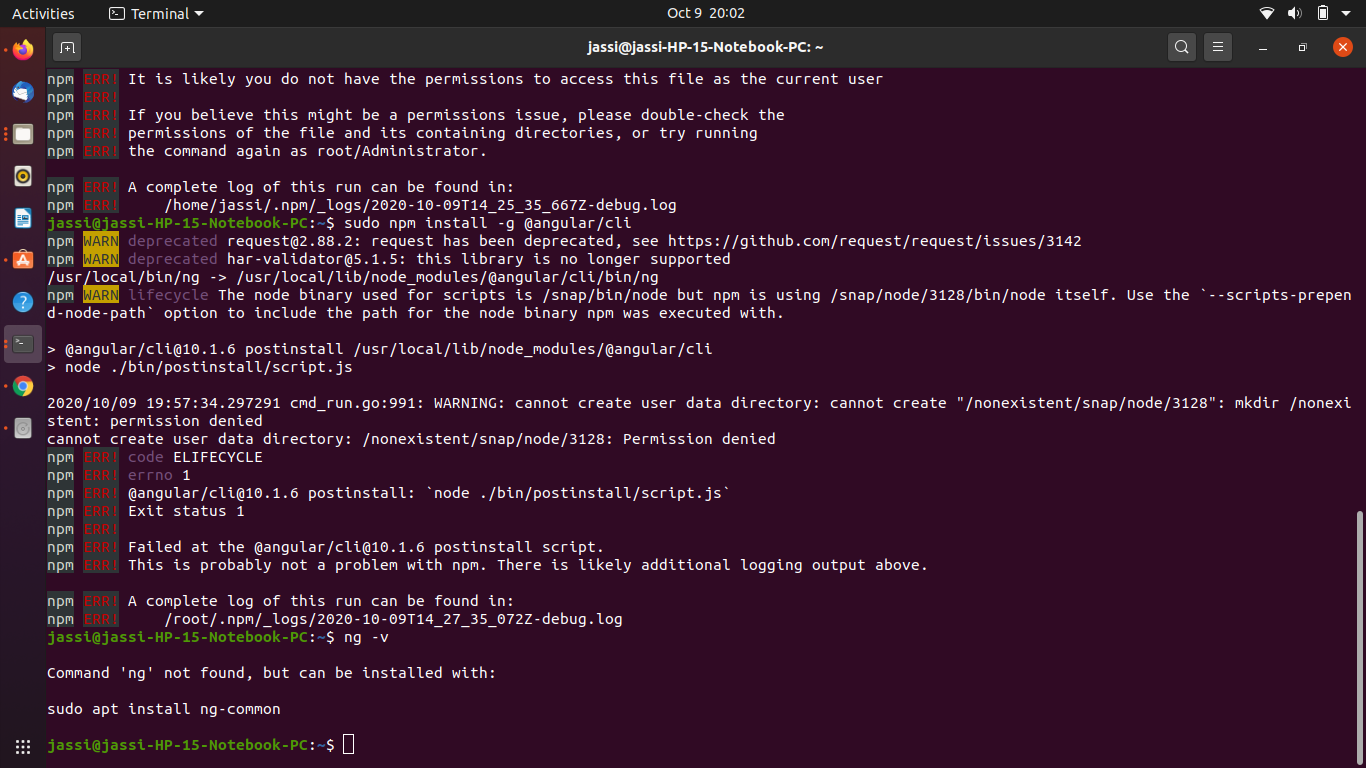 Activities
Terminal
Oct 9 20:02
jassi@jassi-HP-15-Notebook-PC: ~
npm ERR! It is likely you do not have the permissions to access this file as the current user
npm ERR!
npm ERR! If you believe this might be a permissions issue, please double-check the
npm ERR! permissions of the file and its containing directories, or try running
npm ERR! the command again as root/Administrator.
npm ERR! A complete log of this run can be found in:
npm ERR!     /home/jassi/.npm/_logs/2020-10-09T14_25_35_667Z-debug.log
jassi@jassi-HP-15-Notebook-PC:~$ sudo npm install -g @angular/cli
npm WARN deprecated request@2.88.2: request has been deprecated, see https://github.com/request/request/issues/3142
npm WARN deprecated har-validator@5.1.5: this library is no longer supported
/usr/local/bin/ng -> /usr/local/lib/node_modules/@angular/cli/bin/ng
npm WARN lifecycle The node binary used for scripts is /snap/bin/node but npm is using /snap/node/3128/bin/node itself. Use the `--scripts-prepen
d-node-path` option to include the path for the node binary npm was executed with.
> @angular/cli@10.1.6 postinstall /usr/local/lib/node_modules/@angular/cli
> node ./bin/postinstall/script.js
2020/10/09 19:57:34.297291 cmd_run.go:991: WARNING: cannot create user data directory: cannot create "/nonexistent/snap/node/3128": mkdir /nonexi
stent: permission denied
cannot create user data directory: /nonexistent/snap/node/3128: Permission denied
npm ERR! code ELIFECYCLE
npm ERR! errno 1
npm ERR! @angular/cli@10.1.6 postinstall: `node ./bin/postinstall/script.js`
npm ERR! Exit status 1
npm ERR!
npm ERR! Failed at the @angular/cli@10.1.6 postinstall script.
npm ERR! This is probably not a problem with npm. There is likely additional logging output above.
npm ERR! A complete log of this run can be found in:
npm ERR!     /root/.npm/_logs/2020-10-09T14_27_35_072Z-debug.log
jassi@jassi-HP-15-Notebook-PC:~$ ng -v
Command 'ng' not found, but can be installed with:
sudo apt install ng-common
jassi@jassi-HP-15-Notebook-PC:~$